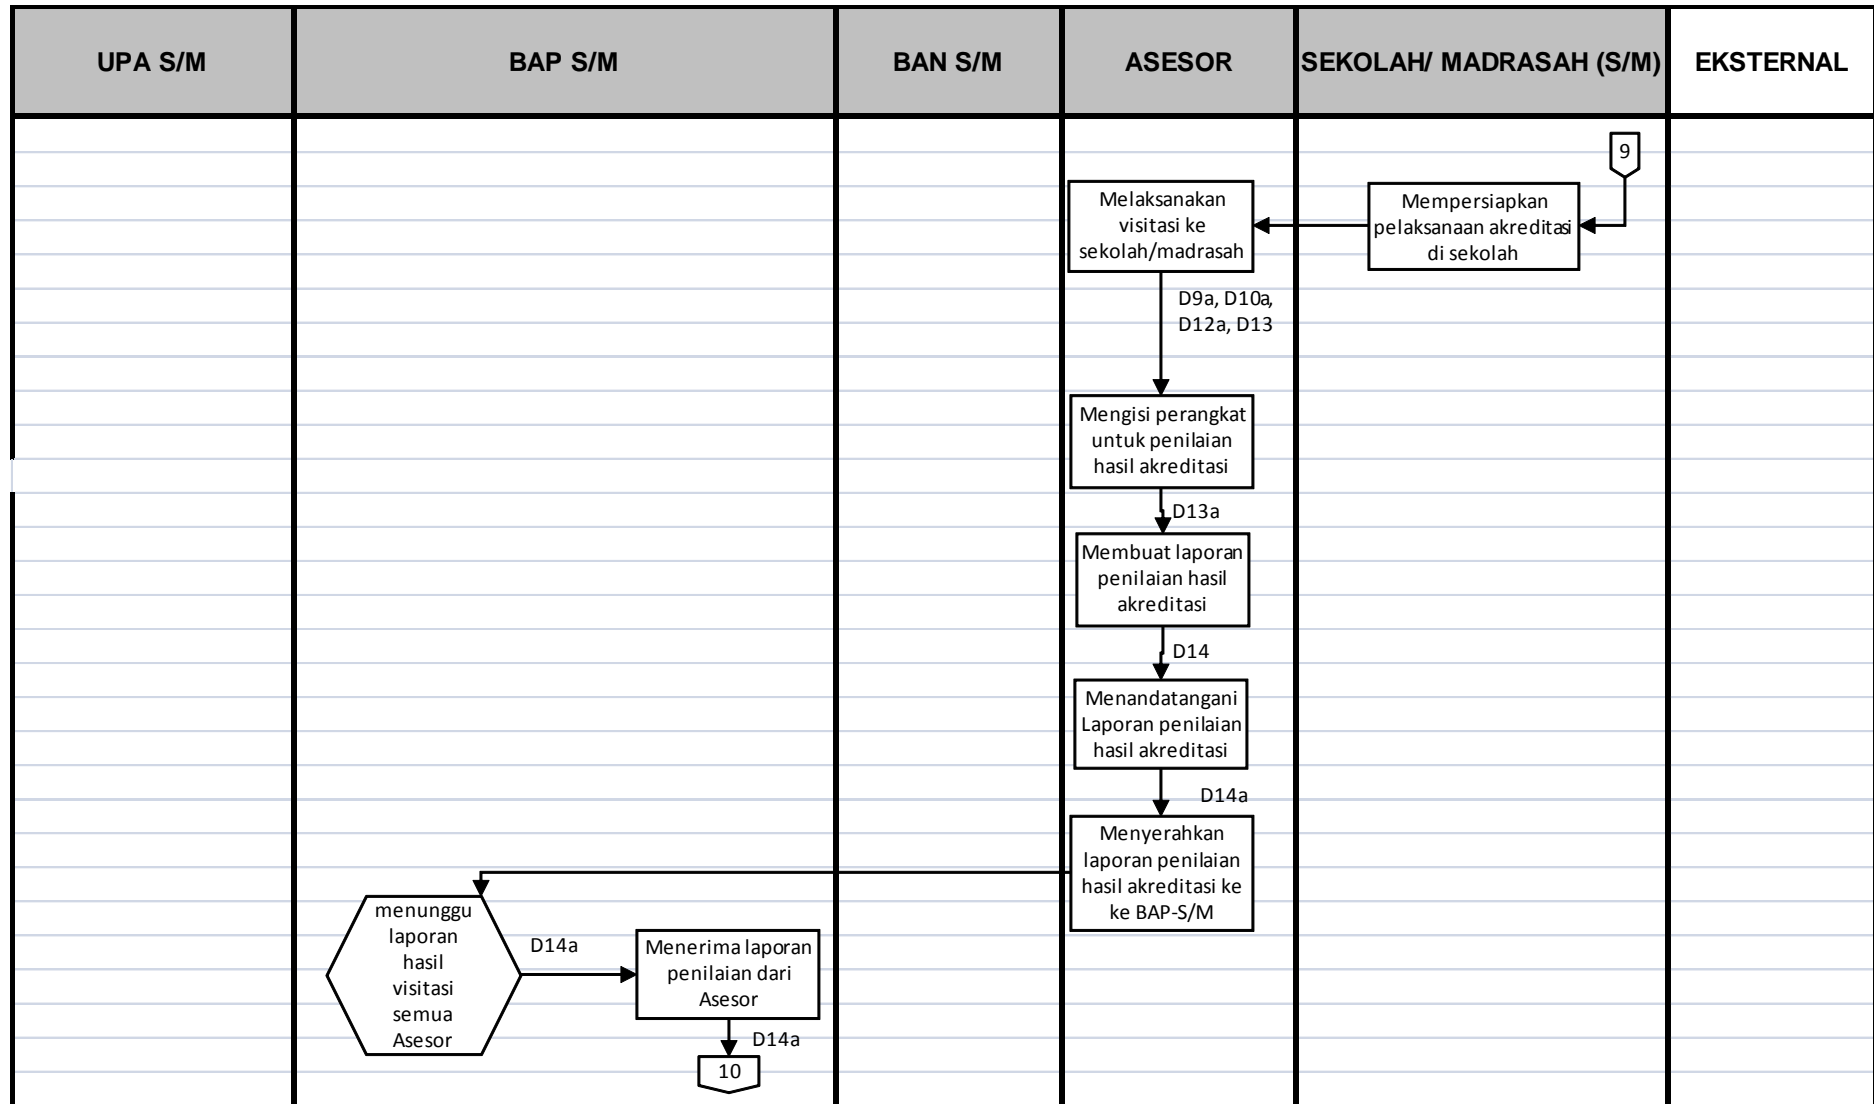 UPA S/M
BAP S/M
BAN S/M
ASESOR
SEKOLAH/ MADRASAH (S/M)
EKSTERNAL
9
Mempersiapkan
pelaksanaan akreditasi
di sekolah
Melaksanakan
visitasi ke
sekolah/madrasah
D9a, D10a,
D12a, D13
Mengisi perangkat
untuk penilaian
hasil akreditasi
D13a
Membuat laporan
penilaian hasil
akreditasi
D14
Menandatangani
Laporan penilaian
hasil akreditasi
D14a
Menyerahkan
laporan penilaian
hasil akreditasi ke
ke BAP-S/M
menunggu
laporan
hasil
visitasi
semua
Asesor
D14a
Menerima laporan
penilaian dari
Asesor
D14a
10